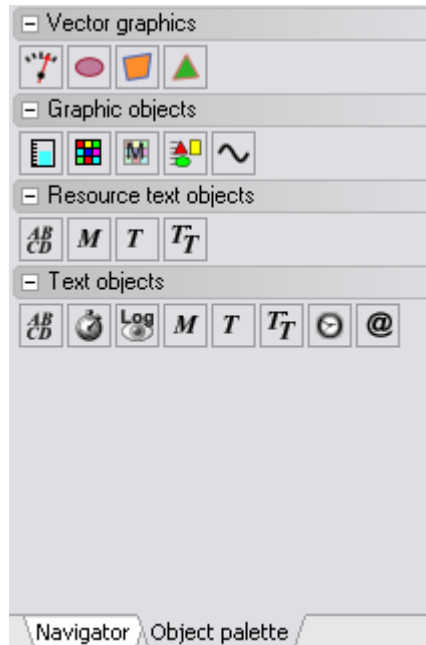 Vector graphics
Graphic objects
M
Resource text objects
AB CD M T TT
Text objects
AB CD Log M T TT @
Navigator Object palette